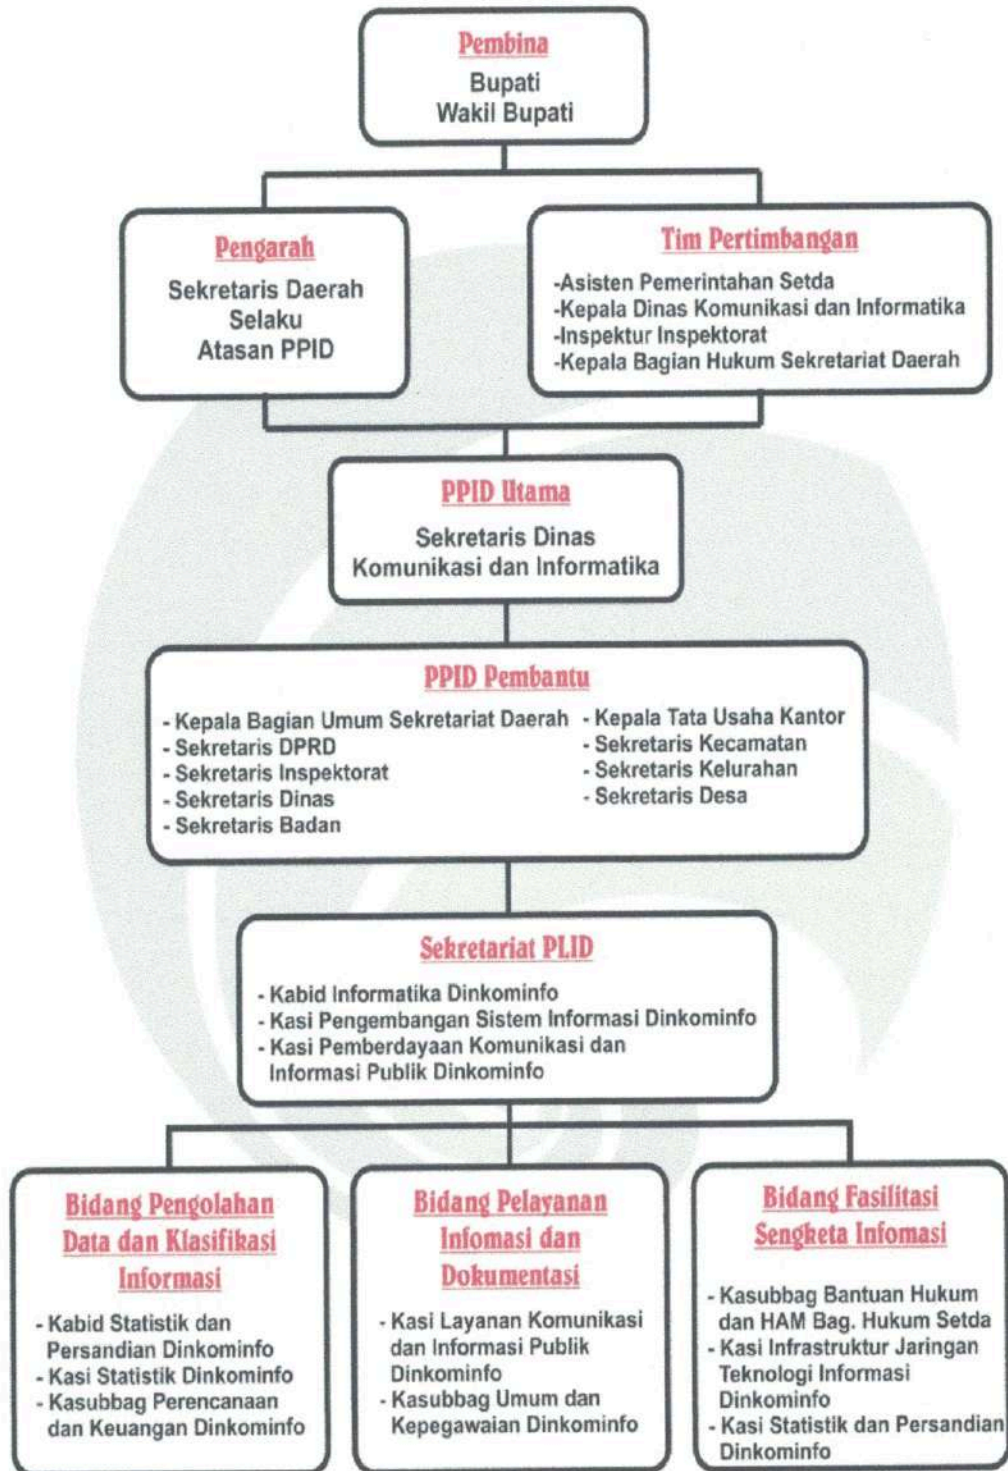 Pembina
Bupati
Wakil Bupati
Pengarah
Sekretaris Daerah
Selaku
Atasan PPID
Tim Pertimbangan
-Asisten Pemerintahan Setda
-Kepala Dinas Komunikasi dan Informatika
-Inspektur Inspektorat
-Kepala Bagian Hukum Sekretariat Daerah
PPID Utama
Sekretaris Dinas
Komunikasi dan Informatika
PPID Pembantu
- Kepala Bagian Umum Sekretariat Daerah
- Sekretaris DPRD
- Sekretaris Inspektorat
- Sekretaris Dinas
- Sekretaris Badan
- Kepala Tata Usaha Kantor
- Sekretaris Kecamatan
- Sekretaris Kelurahan
- Sekretaris Desa
Sekretariat PLID
- Kabid Informatika Dinkominfo
- Kasi Pengembangan Sistem Informasi Dinkominfo
- Kasi Pemberdayaan Komunikasi dan
Informasi Publik Dinkominfo
Bidang Pengolahan
Data dan Klasifikasi
Informasi
- Kabid Statistik dan
Persandian Dinkominfo
- Kasi Statistik Dinkominfo
- Kasubbag Perencanaan
dan Keuangan Dinkominfo
Bidang Pelayanan
Infomasi dan
Dokumentasi
- Kasi Layanan Komunikasi
dan Informasi Publik
Dinkominfo
- Kasubbag Umum dan
Kepegawaian Dinkominfo
Bidang Fasilitasi
Sengketa Infomasi
- Kasubbag Bantuan Hukum
dan HAM Bag. Hukum Setda
- Kasi Infrastruktur Jaringan
Teknologi Informasi
Dinkominfo
- Kasi Statistik dan Persandian
Dinkominfo